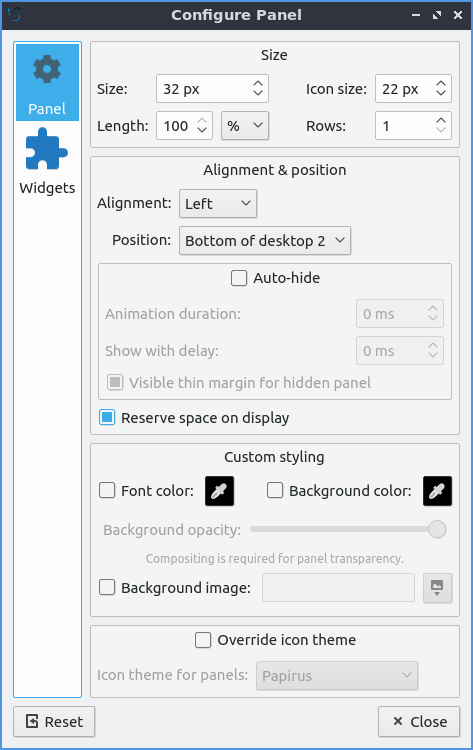 Configure Panel
Panel
Widgets
Size
Size: 32 px Icon size: 22 px
Length: 100 % Rows: 1
Alignment & position
Alignment: Left
Position: Bottom of desktop 2
Auto-hide
Animation duration: 0 ms
Show with delay: 0 ms
Visible thin margin for hidden panel
Reserve space on display
Custom styling
Font color: Background color:
Background opacity:
Compositing is required for panel transparency.
Background image:
Override icon theme
Icon theme for panels: Papirus
Reset Close